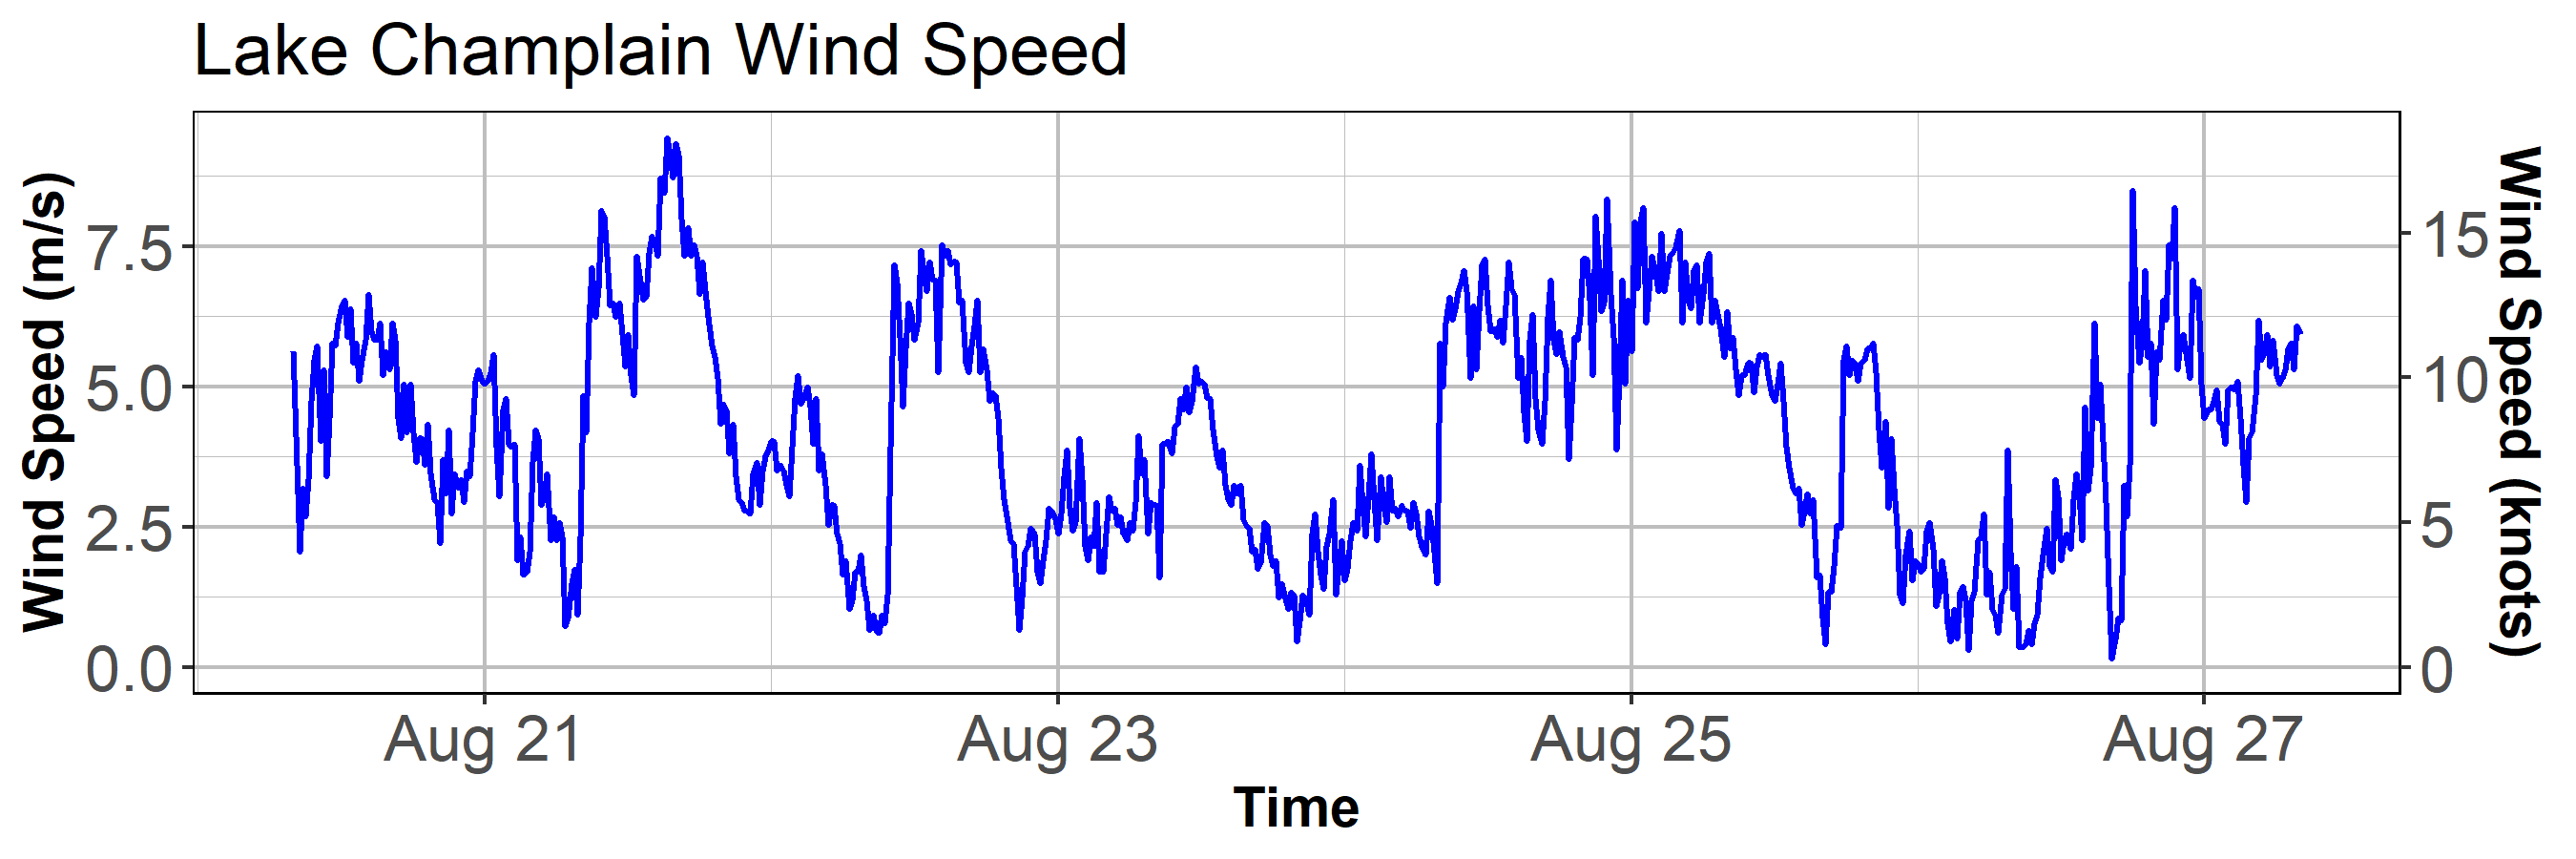 Lake Champlain Wind Speed
Wind Speed (m/s)
7.5
5.0
2.5
0.0
15
10
5
0
Wind Speed (knots)
Aug 21
Aug 23
Aug 25
Aug 27
Time